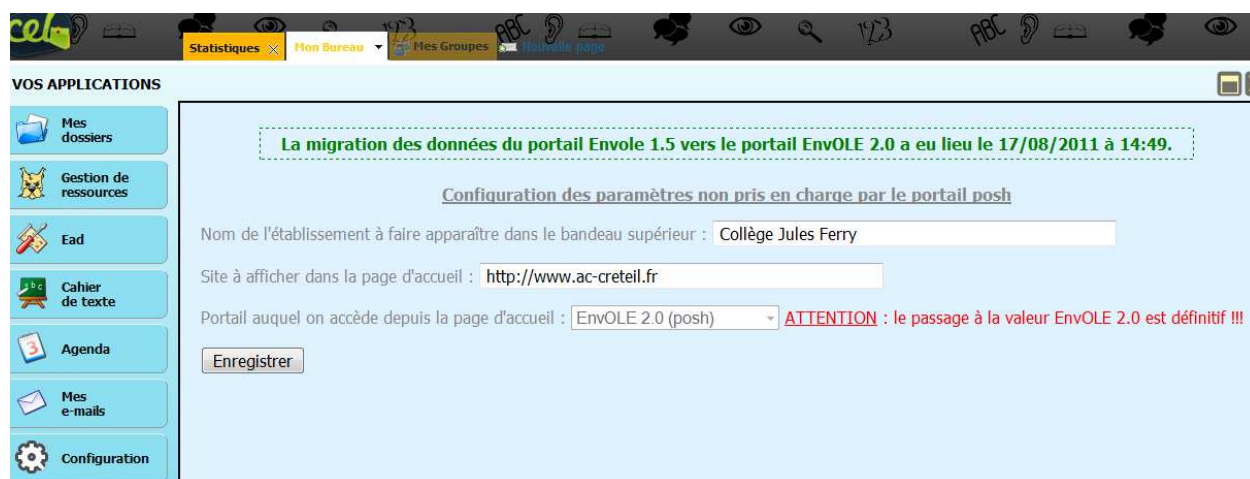 cel
Statistiques Mon Bureau Mes Groupes Nouvelle page
VOS APPLICATIONS
Mes
dossiers
Gestion de
ressources
Ead
Cahier
de texte
Agenda
Mes
e-mails
Configuration
La migration des données du portail Envole 1.5 vers le portail EnvOLE 2.0 a eu lieu le 17/08/2011 à 14:49.
Configuration des paramètres non pris en charge par le portail posh
Nom de l'établissement à faire apparaître dans le bandeau supérieur : Collège Jules Ferry
Site à afficher dans la page d'accueil : http://www.ac-creteil.fr
Portail auquel on accède depuis la page d'accueil : EnvOLE 2.0 (posh) ATTENTION : le passage à la valeur EnvOLE 2.0 est définitif !!!
Enregistrer